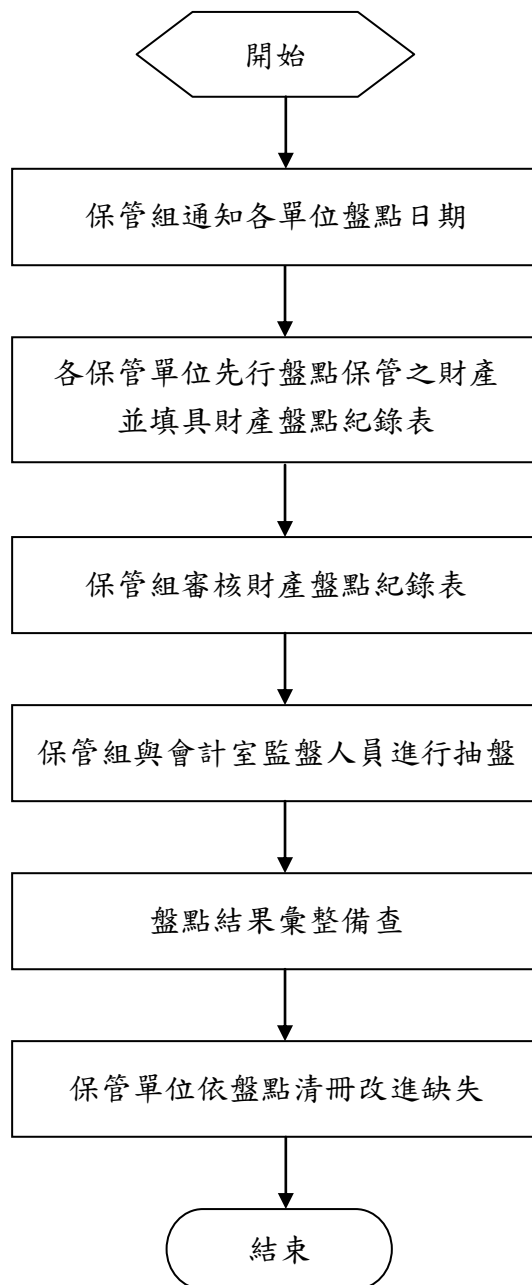 開始
保管組通知各單位盤點日期
各保管單位先行盤點保管之財產
並填具財產盤點紀錄表
保管組審核財產盤點紀錄表
保管組與會計室監盤人員進行抽盤
盤點結果彙整備查
保管單位依盤點清冊改進缺失
結束